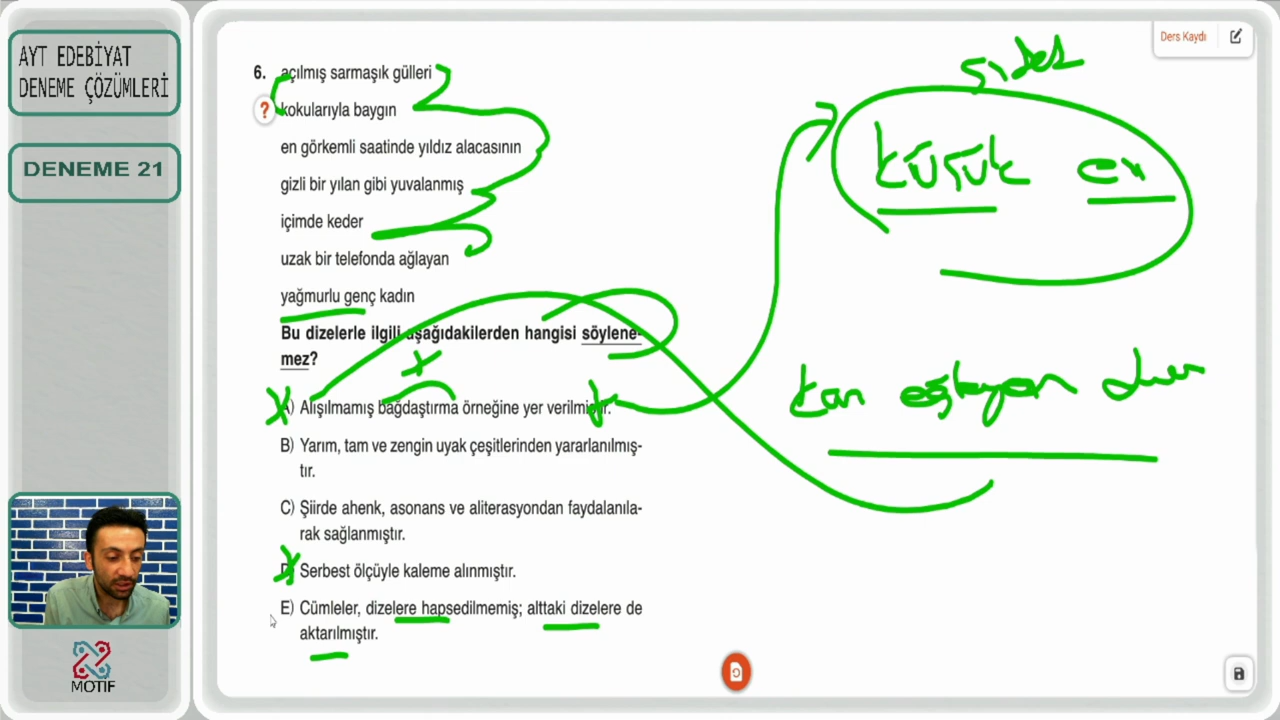 AYT EDEBİYAT
DENEME ÇÖZÜMLERİ
DENEME 21
MOTIF
Ders Kaydı
6. açılmış sarmaşık gülleri
? kokularıyla baygın
en görkemli saatinde yıldız alacasının
gizli bir yılan gibi yuvalanmış
içimde keder
uzak bir telefonda ağlayan
yağmurlu genç kadın
Bu dizelerle ilgili aşağıdakilerden hangisi söylene-
mez?
A) Alışılmamış bağdaştırma örneğine yer verilmiştir.
B) Yarım, tam ve zengin uyak çeşitlerinden yararlanılmış-
tır.
C) Şiirde ahenk, asonans ve aliterasyondan faydalanıla-
rak sağlanmıştır.
D) Serbest ölçüyle kaleme alınmıştır.
E) Cümleler, dizelere hapsedilmemiş; alttaki dizelere de
aktarılmıştır.
küçük ev